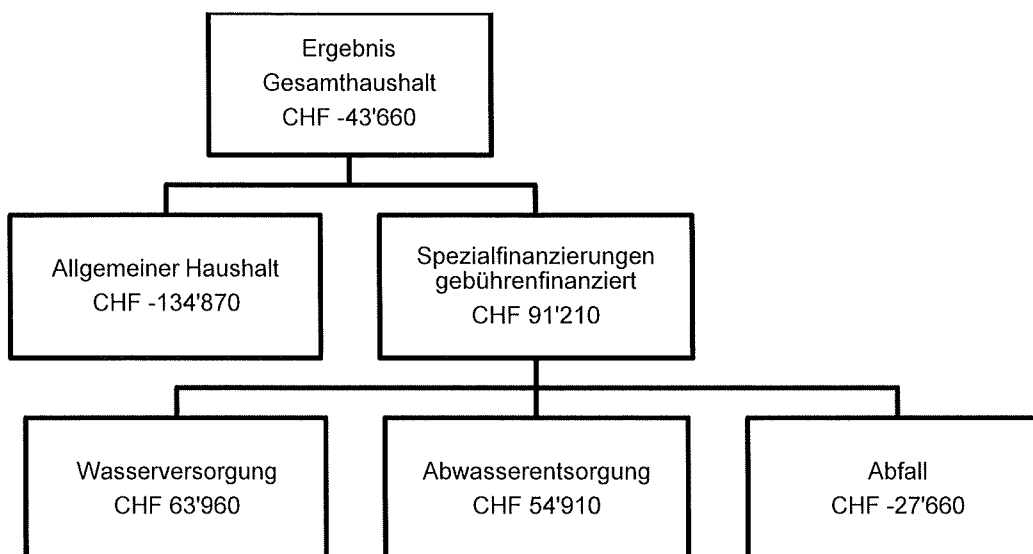 Ergebnis
Gesamthaushalt
CHF -43'660
Allgemeiner Haushalt
CHF -134'870
Spezialfinanzierungen
gebührenfinanziert
CHF 91'210
Wasserversorgung
CHF 63'960
Abwasserentsorgung
CHF 54'910
Abfall
CHF -27'660